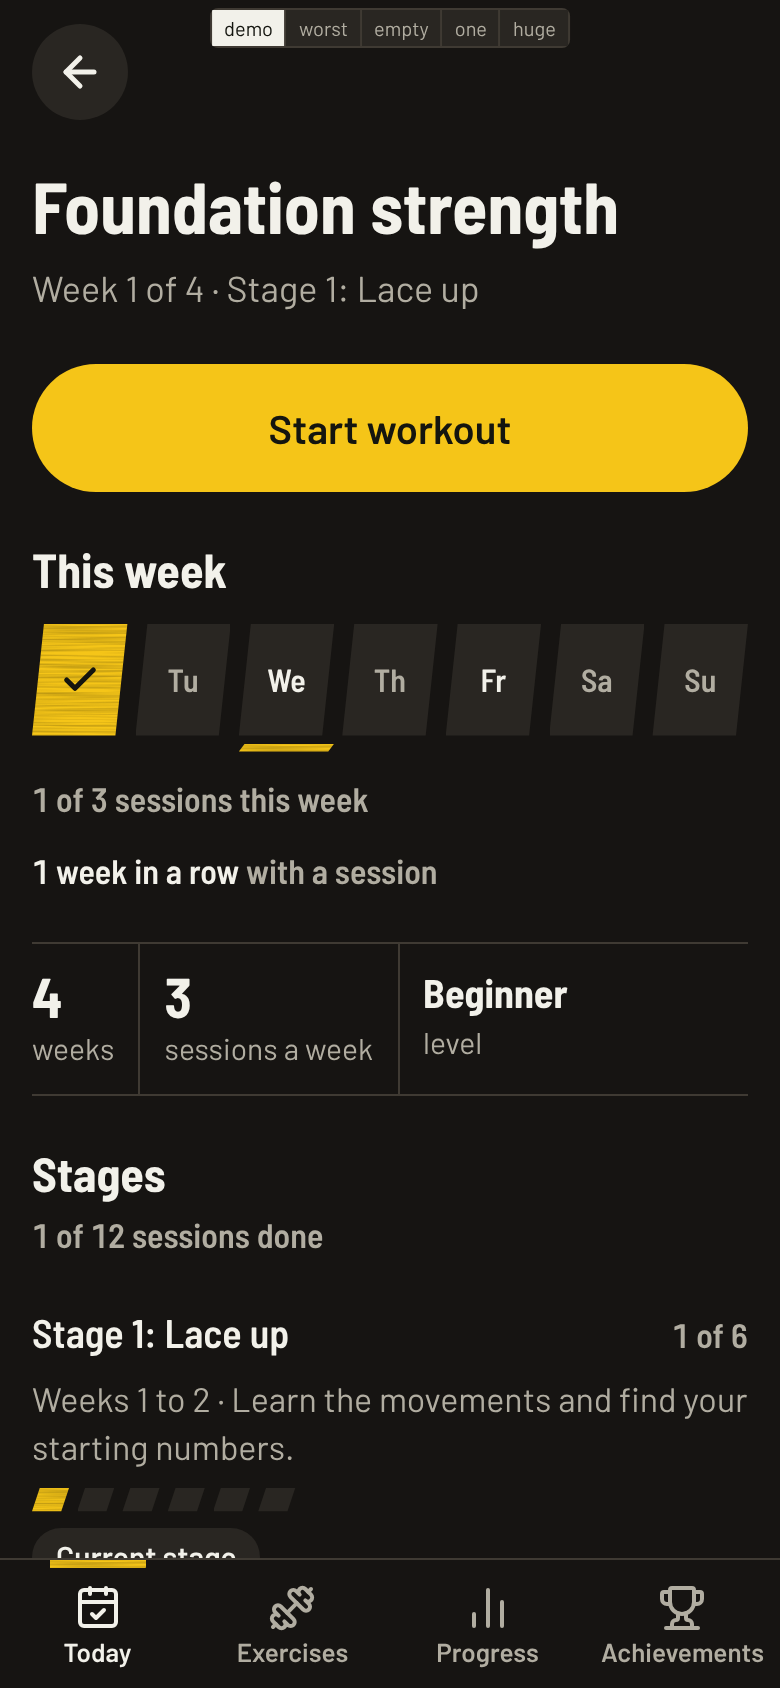 demo worst empty one huge
Foundation strength
Week 1 of 4 · Stage 1: Lace up
Start workout
This week
Tu We Th Fr Sa Su
1 of 3 sessions this week
1 week in a row with a session
4 3 Beginner
weeks sessions a week level
Stages
1 of 12 sessions done
Stage 1: Lace up 1 of 6
Weeks 1 to 2 · Learn the movements and find your
starting numbers.
Current stage
Today Exercises Progress Achievements